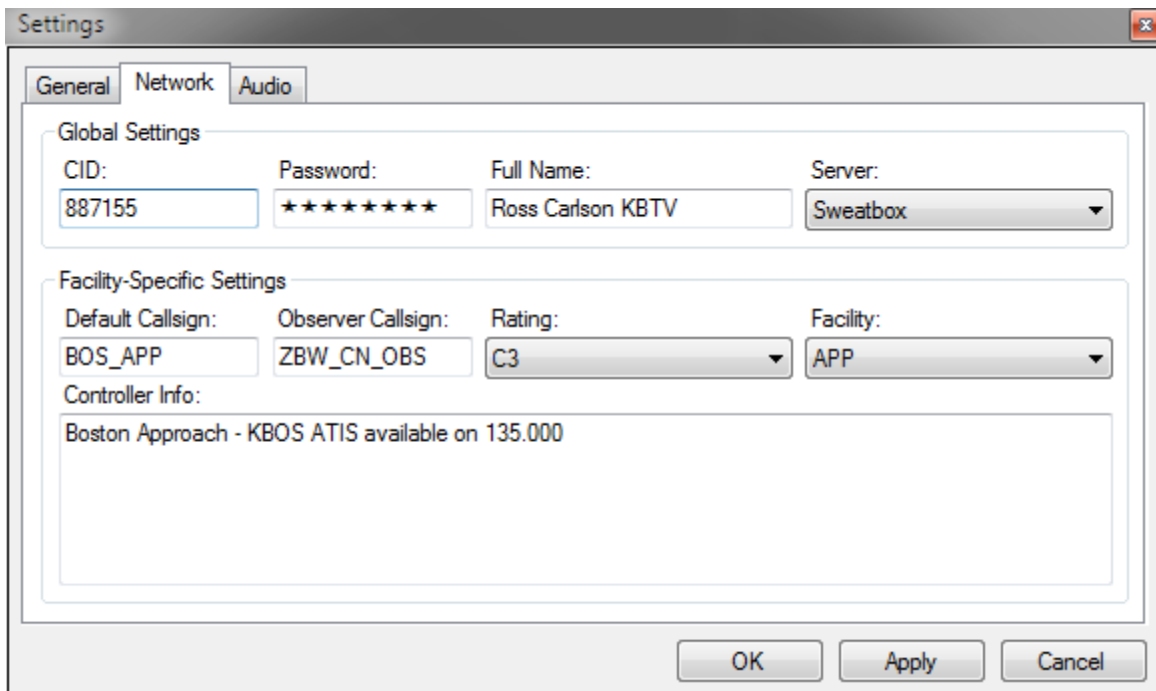 Settings
General Network Audio
Global Settings
CID: Password: Full Name: Server:
887155 ******** Ross Carlson KBTV Sweatbox
Facility-Specific Settings
Default Callsign: Observer Callsign: Rating: Facility:
BOS_APP ZBW_CN_OBS C3 APP
Controller Info:
Boston Approach - KBOS ATIS available on 135.000
OK Apply Cancel